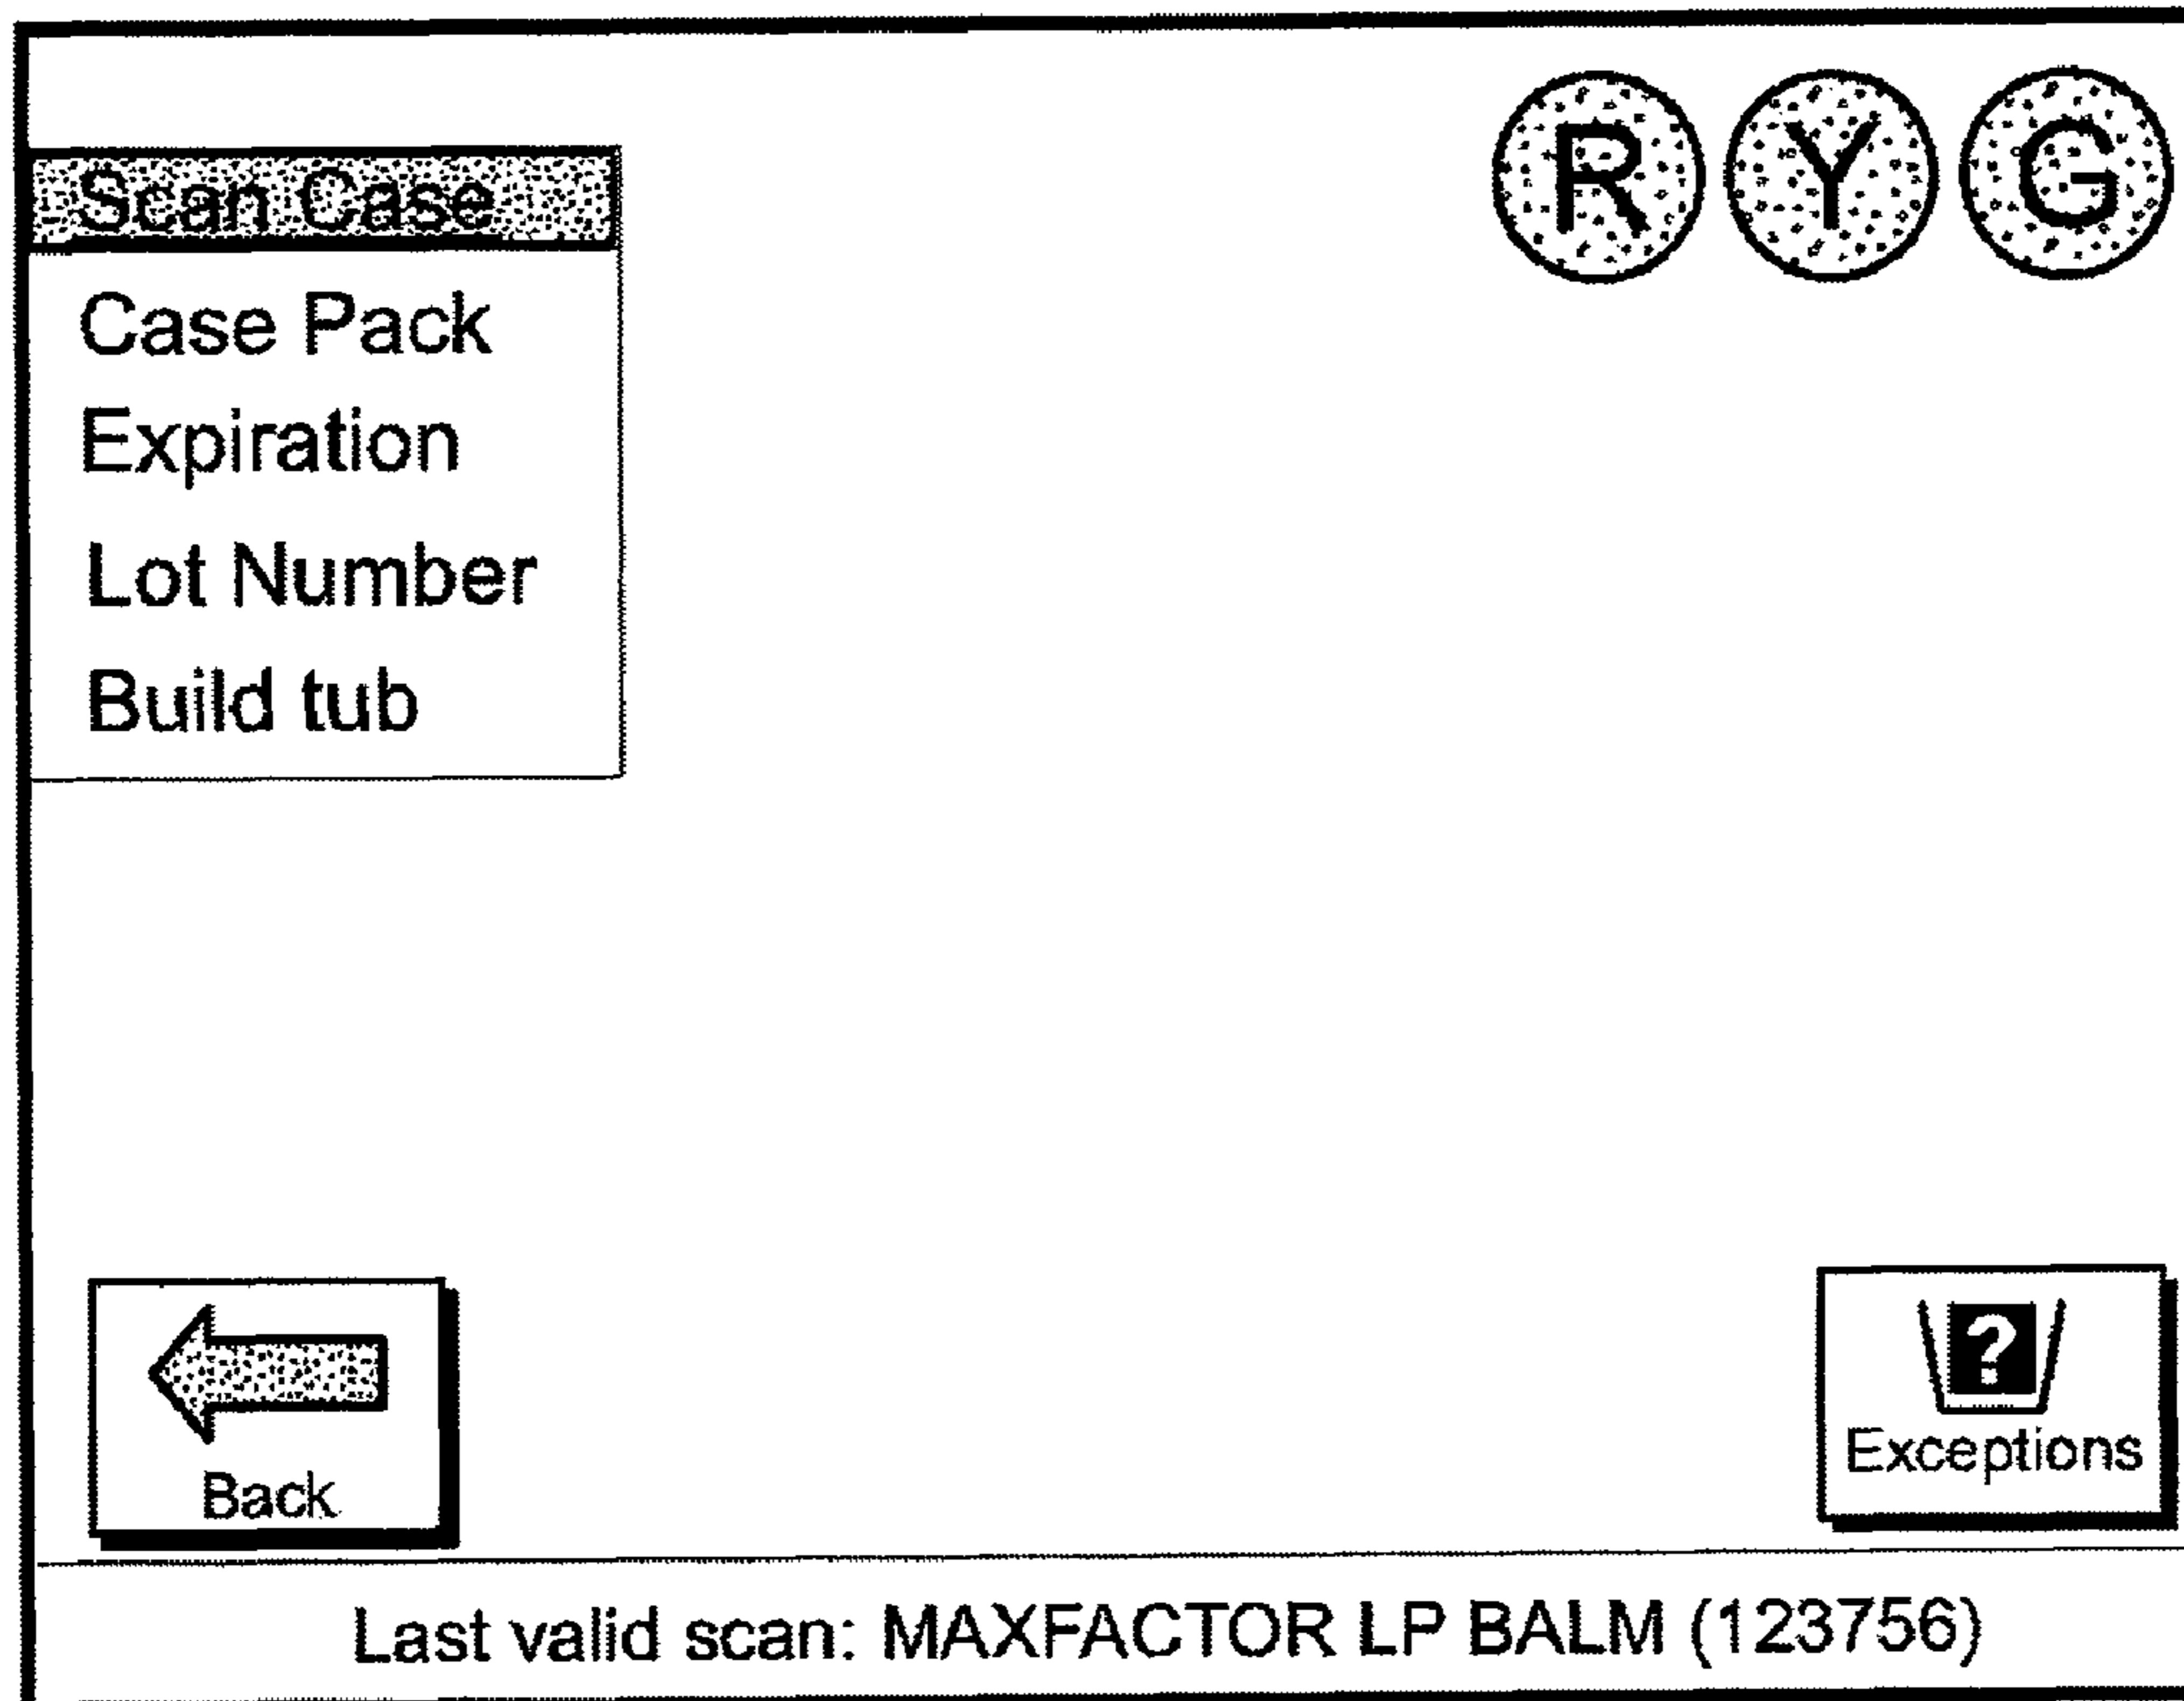 R Y G
Scan Case
Case Pack
Expiration
Lot Number
Build tub
Back
?
Exceptions
Last valid scan: MAXFACTOR LP BALM (123756)